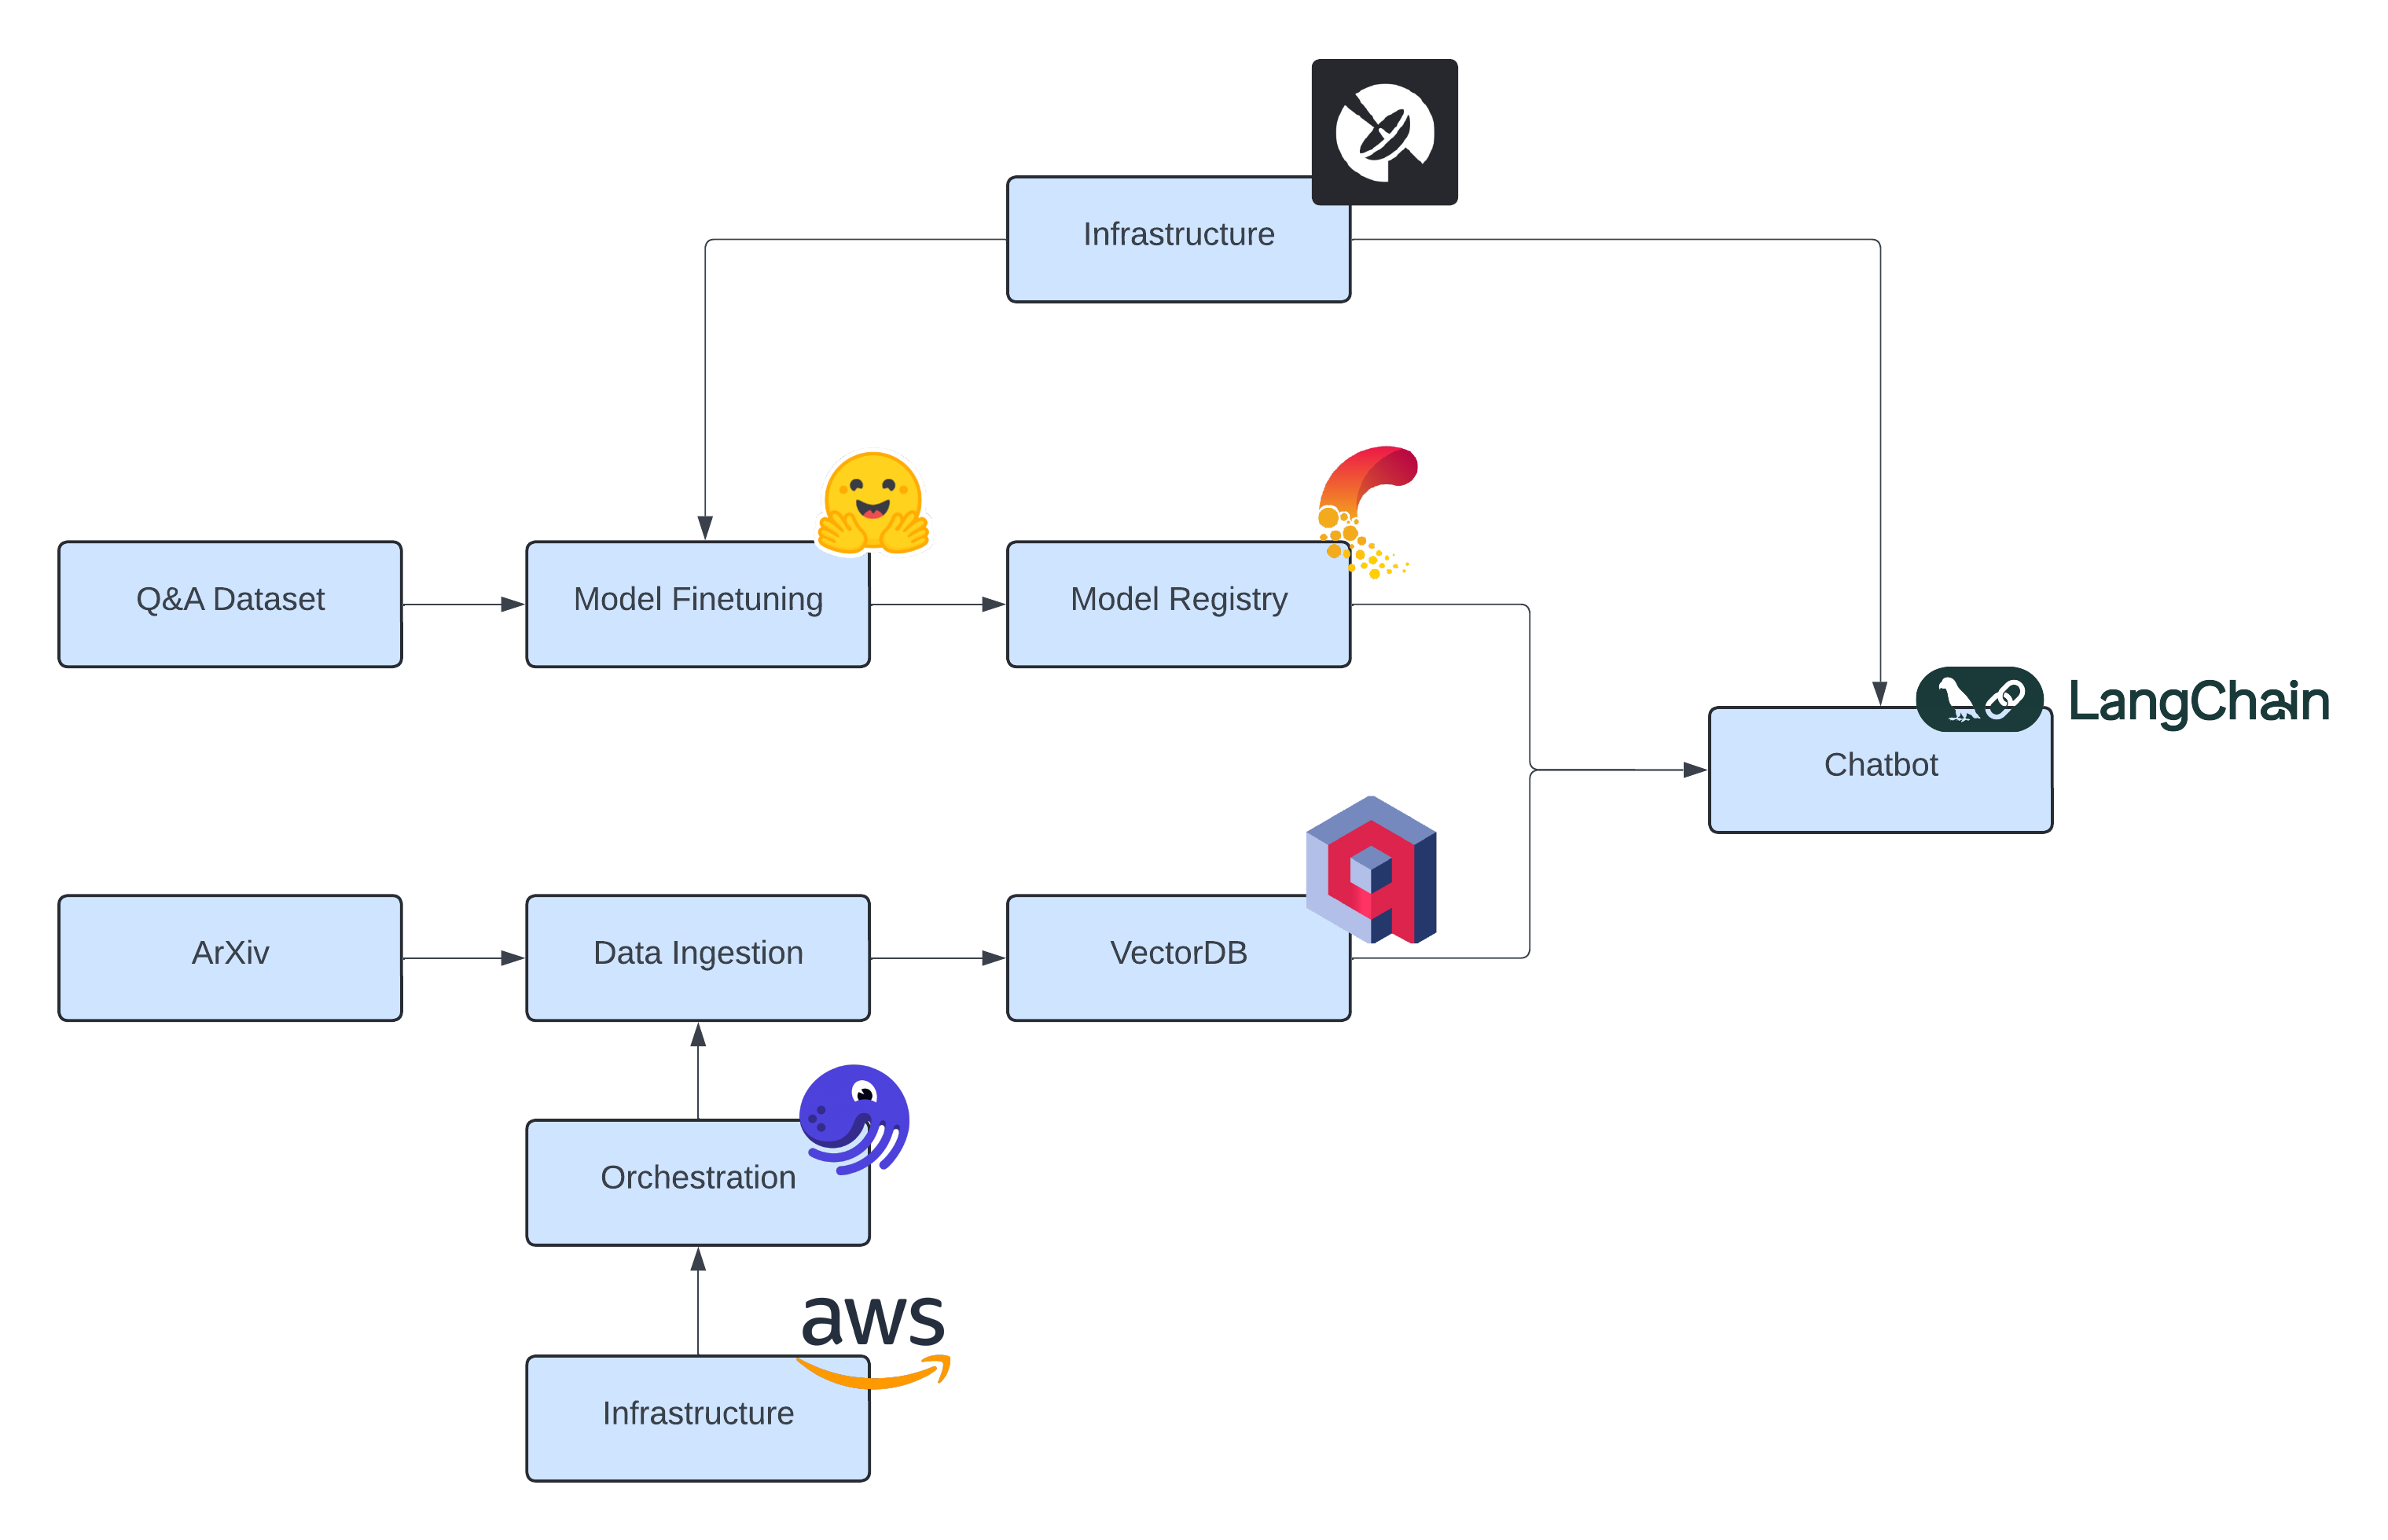 Infrastructure
Q&A Dataset
Model Finetuning
Model Registry
LangChain
Chatbot
ArXiv
Data Ingestion
VectorDB
Orchestration
aws
Infrastructure